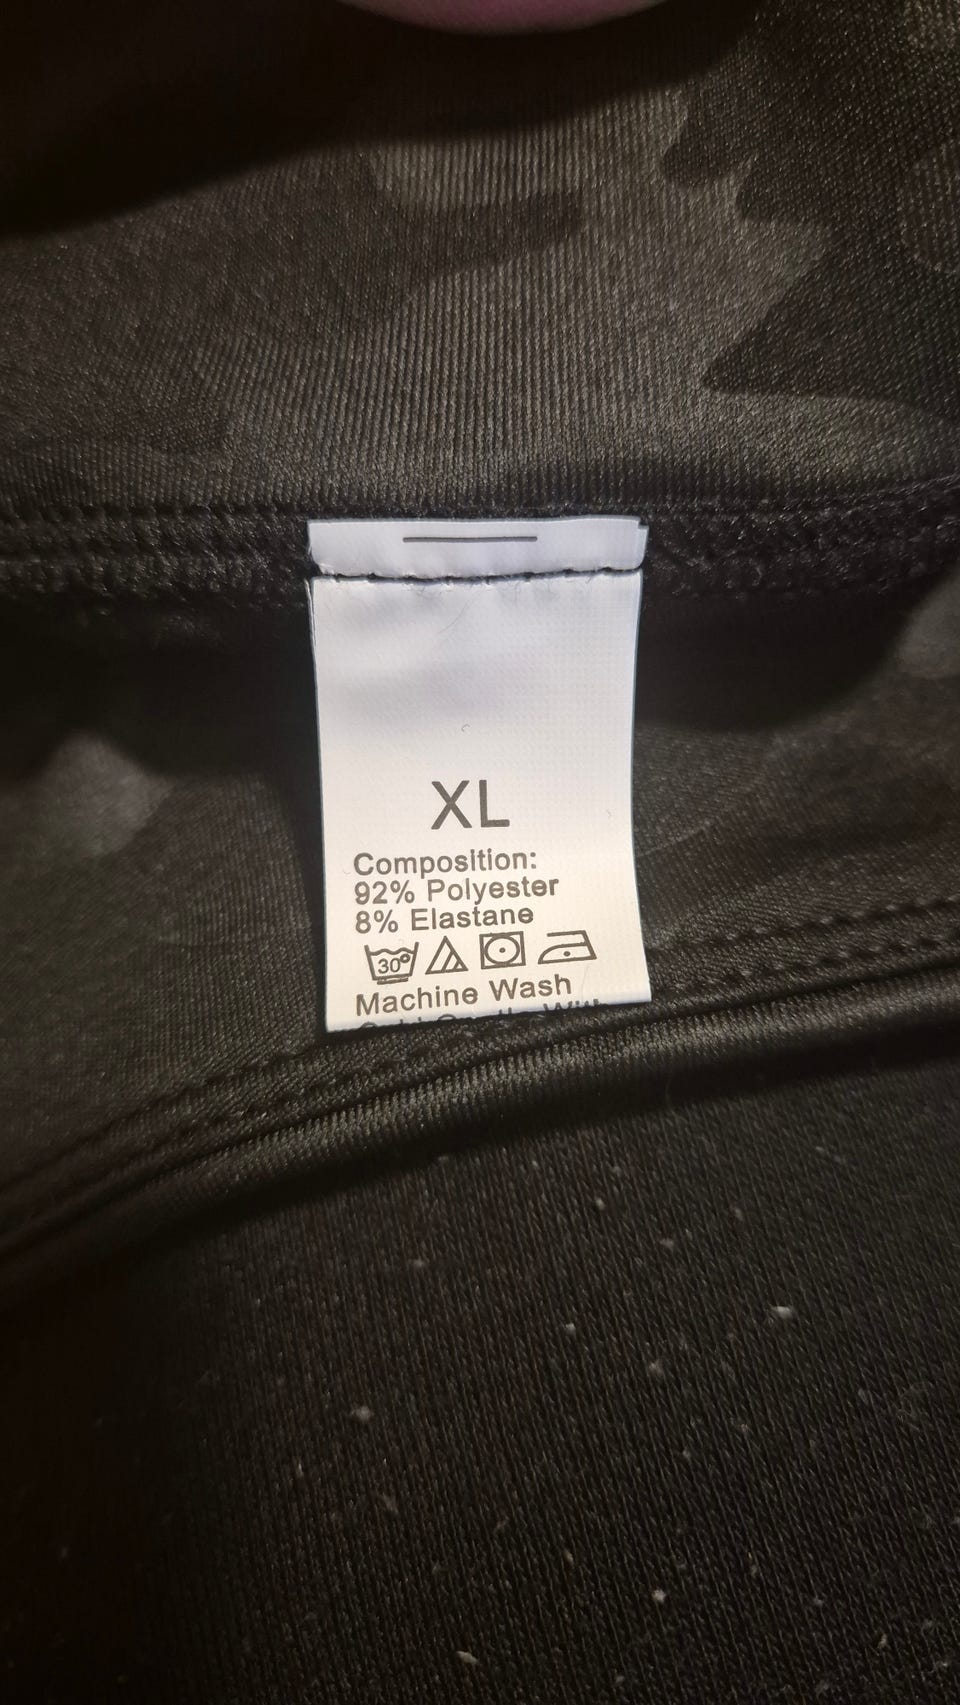 XL
Composition:
92% Polyester
8% Elastane
30°
Machine Wash